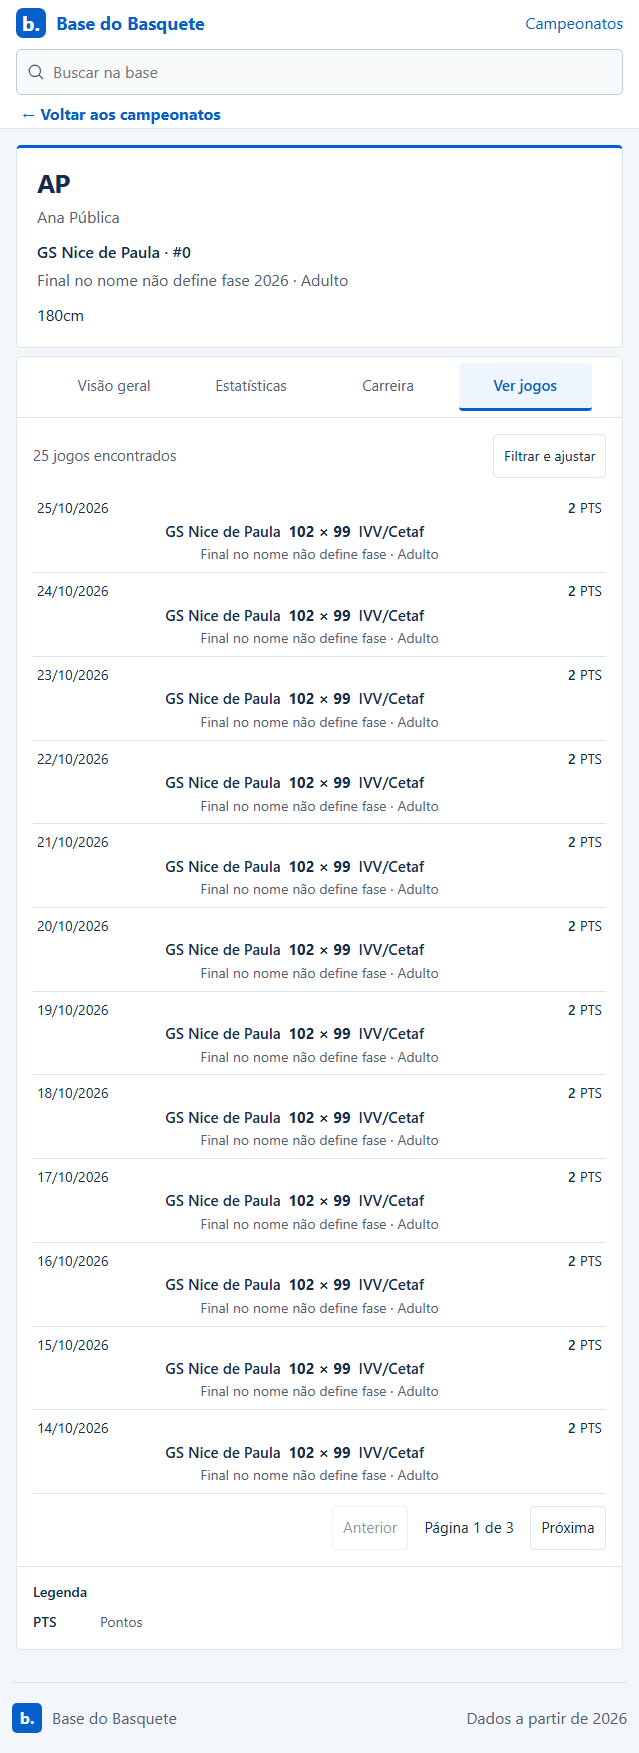 b. Base do Basquete Campeonatos
Buscar na base
← Voltar aos campeonatos
AP
Ana Pública
GS Nice de Paula · #0
Final no nome não define fase 2026 · Adulto
180cm
Visão geral Estatísticas Carreira Ver jogos
25 jogos encontrados Filtrar e ajustar
25/10/2026 2 PTS
GS Nice de Paula 102 × 99 IVV/Cetaf
Final no nome não define fase · Adulto
24/10/2026 2 PTS
GS Nice de Paula 102 × 99 IVV/Cetaf
Final no nome não define fase · Adulto
23/10/2026 2 PTS
GS Nice de Paula 102 × 99 IVV/Cetaf
Final no nome não define fase · Adulto
22/10/2026 2 PTS
GS Nice de Paula 102 × 99 IVV/Cetaf
Final no nome não define fase · Adulto
21/10/2026 2 PTS
GS Nice de Paula 102 × 99 IVV/Cetaf
Final no nome não define fase · Adulto
20/10/2026 2 PTS
GS Nice de Paula 102 × 99 IVV/Cetaf
Final no nome não define fase · Adulto
19/10/2026 2 PTS
GS Nice de Paula 102 × 99 IVV/Cetaf
Final no nome não define fase · Adulto
18/10/2026 2 PTS
GS Nice de Paula 102 × 99 IVV/Cetaf
Final no nome não define fase · Adulto
17/10/2026 2 PTS
GS Nice de Paula 102 × 99 IVV/Cetaf
Final no nome não define fase · Adulto
16/10/2026 2 PTS
GS Nice de Paula 102 × 99 IVV/Cetaf
Final no nome não define fase · Adulto
15/10/2026 2 PTS
GS Nice de Paula 102 × 99 IVV/Cetaf
Final no nome não define fase · Adulto
14/10/2026 2 PTS
GS Nice de Paula 102 × 99 IVV/Cetaf
Final no nome não define fase · Adulto
Anterior Página 1 de 3 Próxima
Legenda
PTS Pontos
b. Base do Basquete Dados a partir de 2026